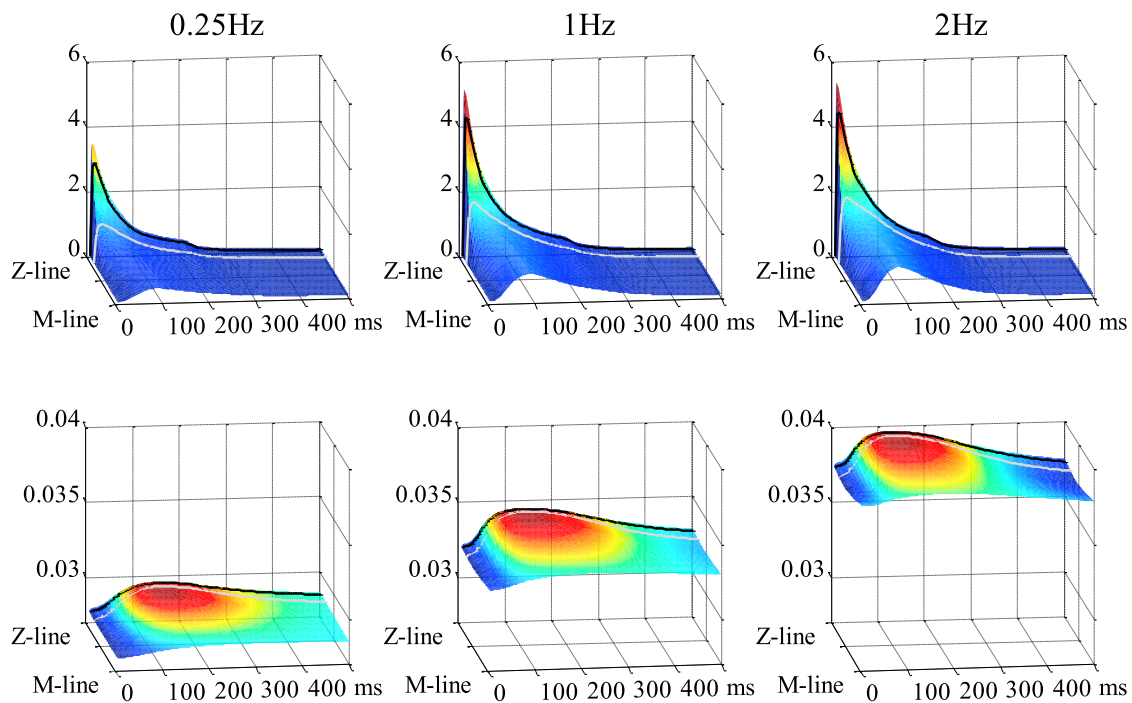 0.25Hz 1Hz 2Hz
6 6 6
4 4 4
2 2 2
0 0 0
Z-line Z-line Z-line
M-line M-line M-line
0 100 200 300 400 ms 0 100 200 300 400 ms 0 100 200 300 400 ms
0.04 0.04 0.04
0.035 0.035 0.035
0.03 0.03 0.03
Z-line Z-line Z-line
M-line M-line M-line
0 100 200 300 400 ms 0 100 200 300 400 ms 0 100 200 300 400 ms